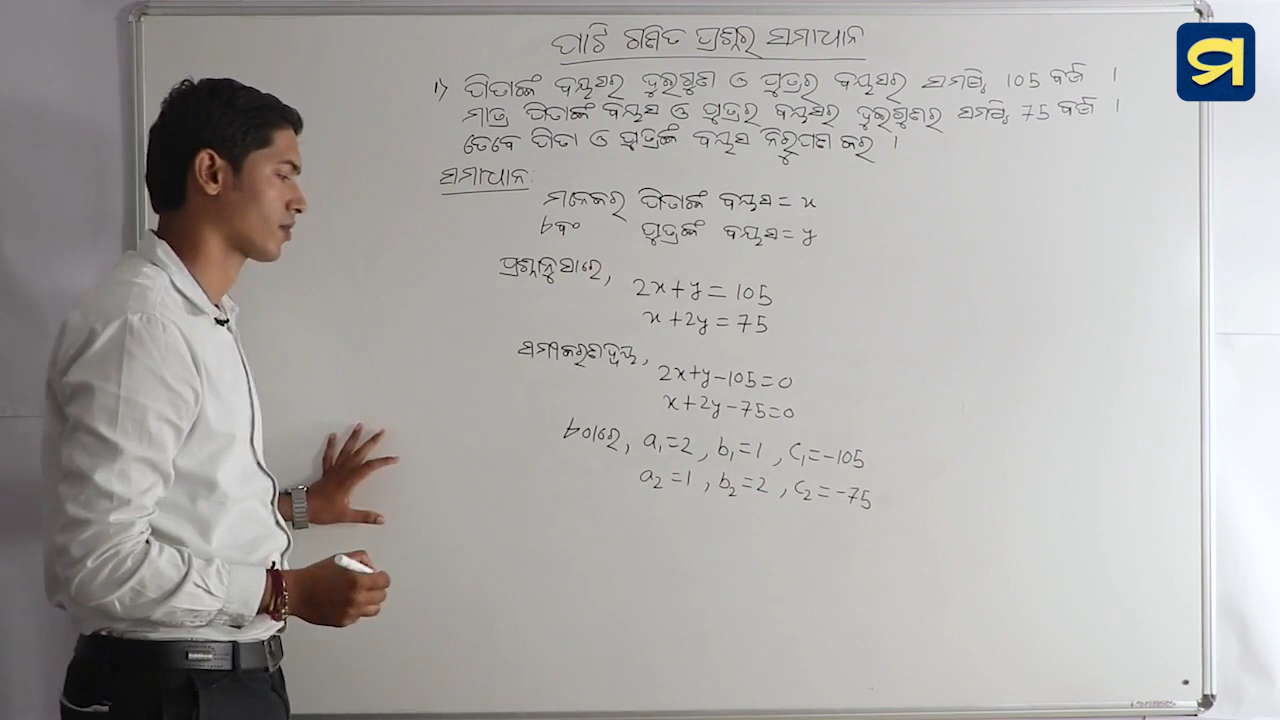 ପାଟି ଗଣିତ ପ୍ରଶ୍ନର ସମାଧାନ
ମ
1) ପିତାଙ୍କ ବୟସର ଦୁଇଗୁଣ ଓ ପୁତ୍ରର ବୟସର ସମଷ୍ଟି 105 ବର୍ଷ ।
ମାତ୍ର ପିତାଙ୍କ ବୟସ ଓ ପୁତ୍ରର ବୟସର ଦୁଇଗୁଣର ସମଷ୍ଟି 75 ବର୍ଷ ।
ତେବେ ପିତା ଓ ପୁତ୍ରଙ୍କ ବୟସ ନିରୂପଣ କର ।
ସମାଧାନ:
ମନେକର ପିତାଙ୍କ ବୟସ = x
ଏବଂ ପୁତ୍ରଙ୍କ ବୟସ = y
ପ୍ରଶ୍ନାନୁସାରେ,
2x+y = 105
x+2y = 75
ସମୀକରଣଦ୍ୱୟ,
2x+y-105=0
x+2y-75=0
ଏଠାରେ, a₁=2, b₁=1, c₁=-105
a₂=1, b₂=2, c₂=-75